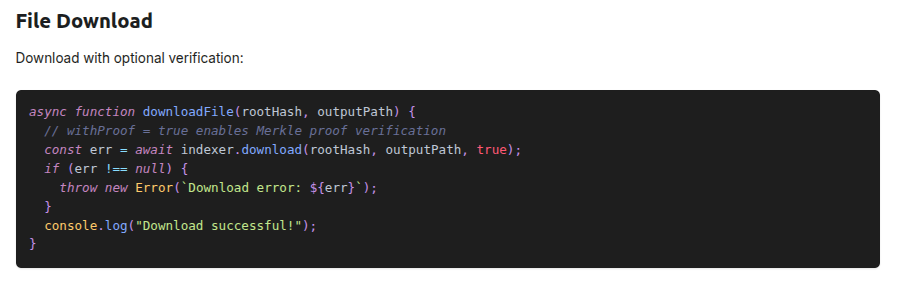 File Download
Download with optional verification:
async function downloadFile(rootHash, outputPath) {
  // withProof = true enables Merkle proof verification
  const err = await indexer.download(rootHash, outputPath, true);
  if (err !== null) {
    throw new Error(`Download error: ${err}`);
  }
  console.log("Download successful!");
}